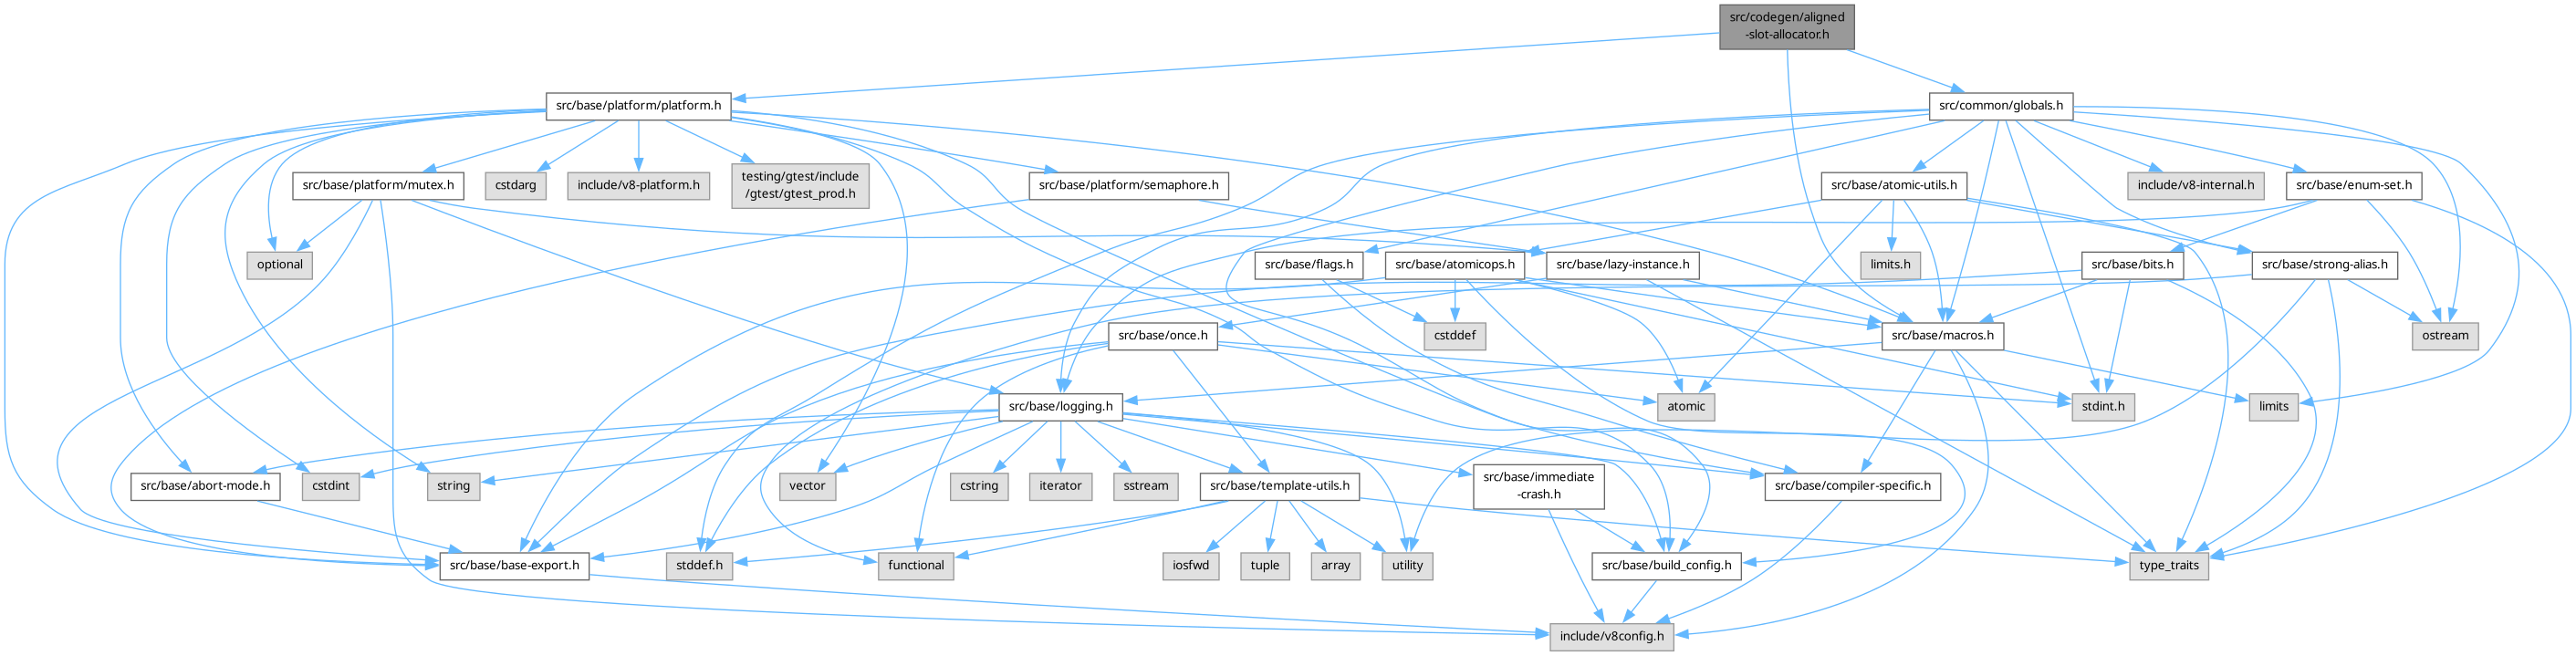 src/codegen/aligned
-slot-allocator.h
src/base/platform/platform.h
src/common/globals.h
src/base/platform/mutex.h
cstdarg
include/v8-platform.h
testing/gtest/include
/gtest/gtest_prod.h
src/base/platform/semaphore.h
src/base/atomic-utils.h
include/v8-internal.h
src/base/enum-set.h
optional
src/base/flags.h
src/base/atomicops.h
src/base/lazy-instance.h
limits.h
src/base/bits.h
src/base/strong-alias.h
src/base/once.h
cstddef
src/base/macros.h
ostream
src/base/logging.h
atomic
stdint.h
limits
src/base/abort-mode.h
cstdint
string
vector
cstring
iterator
sstream
src/base/template-utils.h
src/base/immediate
-crash.h
src/base/compiler-specific.h
src/base/base-export.h
stddef.h
functional
iosfwd
tuple
array
utility
src/base/build_config.h
type_traits
include/v8config.h